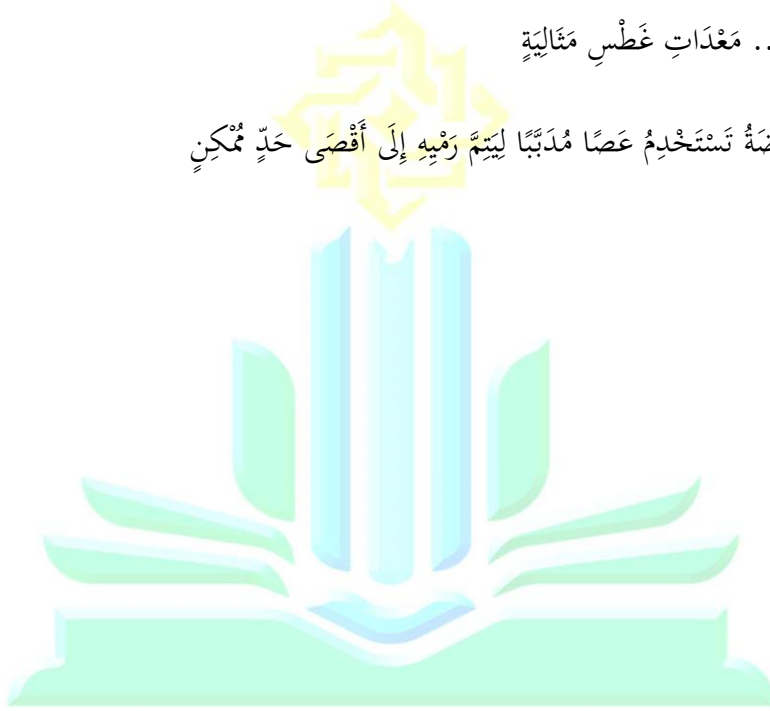 .. مَعْدَاتِ غَطْسِ مَثَالِيَةٍ
تَسْتَخْدِمُ عَصًا مُدَبَّبًا لِيَتِمَّ رَمْيِهِ إِلَى أَقْصَى حَدٍّ مُمْكِنٍ